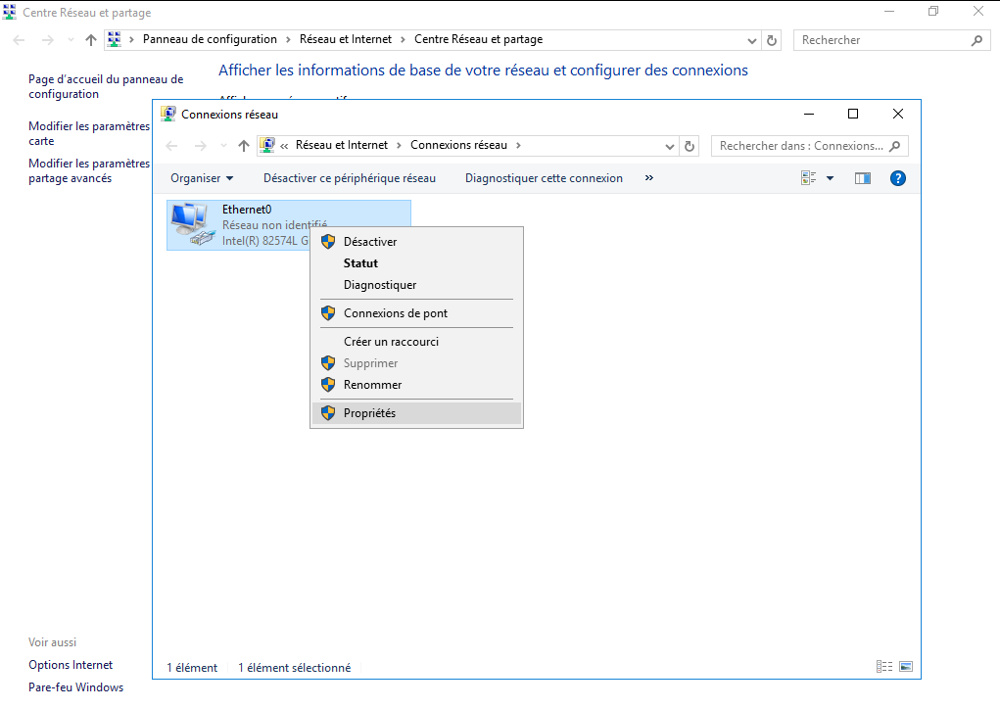 Centre Réseau et partage
Panneau de configuration > Réseau et Internet > Centre Réseau et partage
Rechercher
Page d'accueil du panneau de
configuration
Afficher les informations de base de votre réseau et configurer des connexions
Modifier les paramètres
carte
Modifier les paramètres
partage avancés
Connexions réseau
« Réseau et Internet > Connexions réseau >
Rechercher dans : Connexions...
Organiser
Désactiver ce périphérique réseau
Diagnostiquer cette connexion
»
Ethernet0
Réseau non identifié
Intel(R) 82574L G
Désactiver
Statut
Diagnostiquer
Connexions de pont
Créer un raccourci
Supprimer
Renommer
Propriétés
Voir aussi
Options Internet
Pare-feu Windows
1 élément
1 élément sélectionné